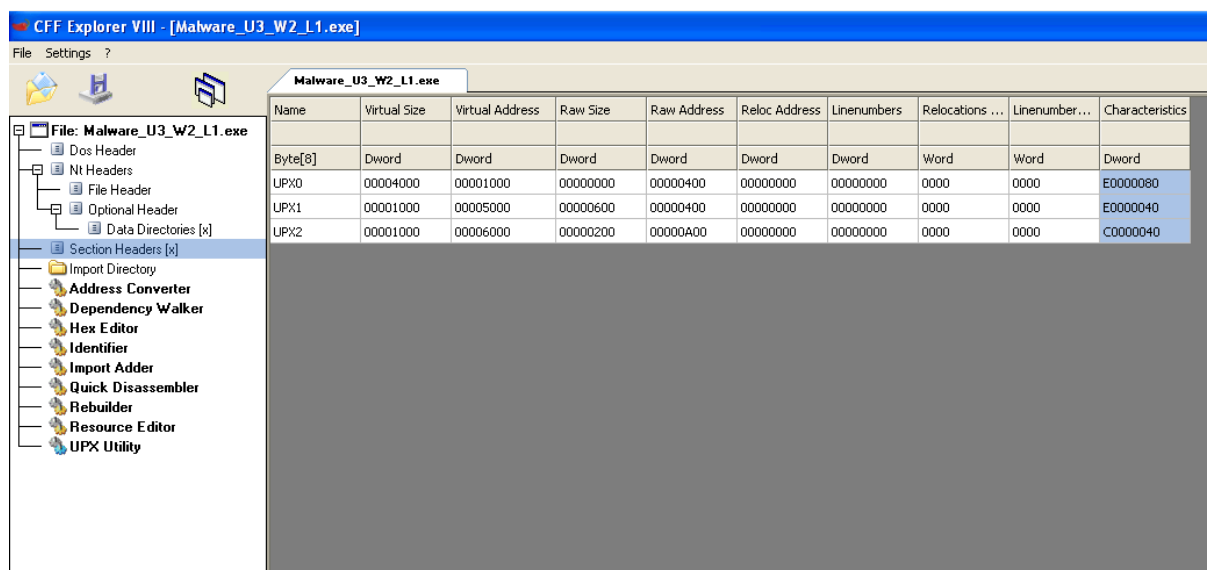 CFF Explorer VIII - [Malware_U3_W2_L1.exe]
File Settings ?
Malware_U3_W2_L1.exe
File: Malware_U3_W2_L1.exe
Dos Header
Nt Headers
File Header
Optional Header
Data Directories [x]
Section Headers [x]
Import Directory
Address Converter
Dependency Walker
Hex Editor
Identifier
Import Adder
Quick Disassembler
Rebuilder
Resource Editor
UPX Utility
Name Virtual Size Virtual Address Raw Size Raw Address Reloc Address Linenumbers Relocations ... Linenumber... Characteristics
Byte[8] Dword Dword Dword Dword Dword Dword Word Word Dword
UPX0 00004000 00001000 00000000 00000400 00000000 00000000 0000 0000 E0000080
UPX1 00001000 00005000 00000600 00000400 00000000 00000000 0000 0000 E0000040
UPX2 00001000 00006000 00000200 00000A00 00000000 00000000 0000 0000 C0000040